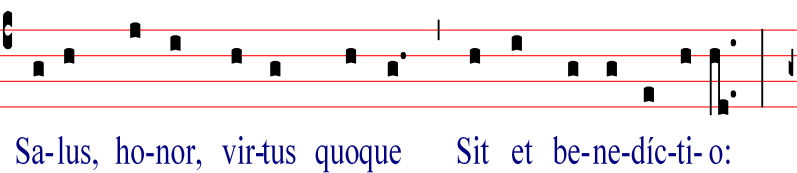 Sa-lus, ho-nor, vir-tus quoque Sit et be-ne-díc-ti-o: